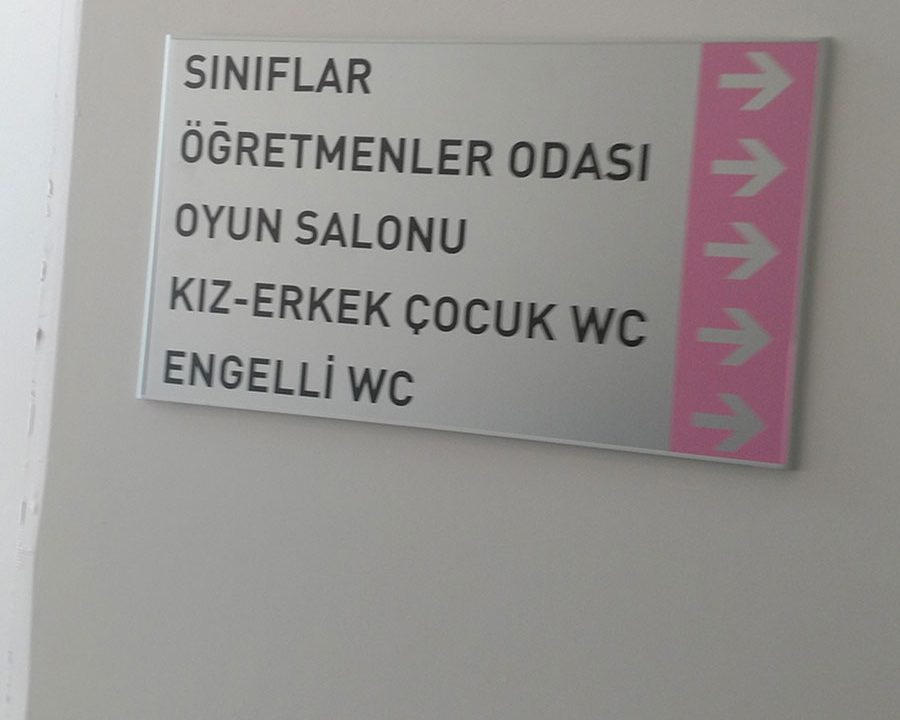 SINIFLAR
ÖĞRETMENLER ODASI
OYUN SALONU
KIZ-ERKEK ÇOCUK WC
ENGELLİ WC